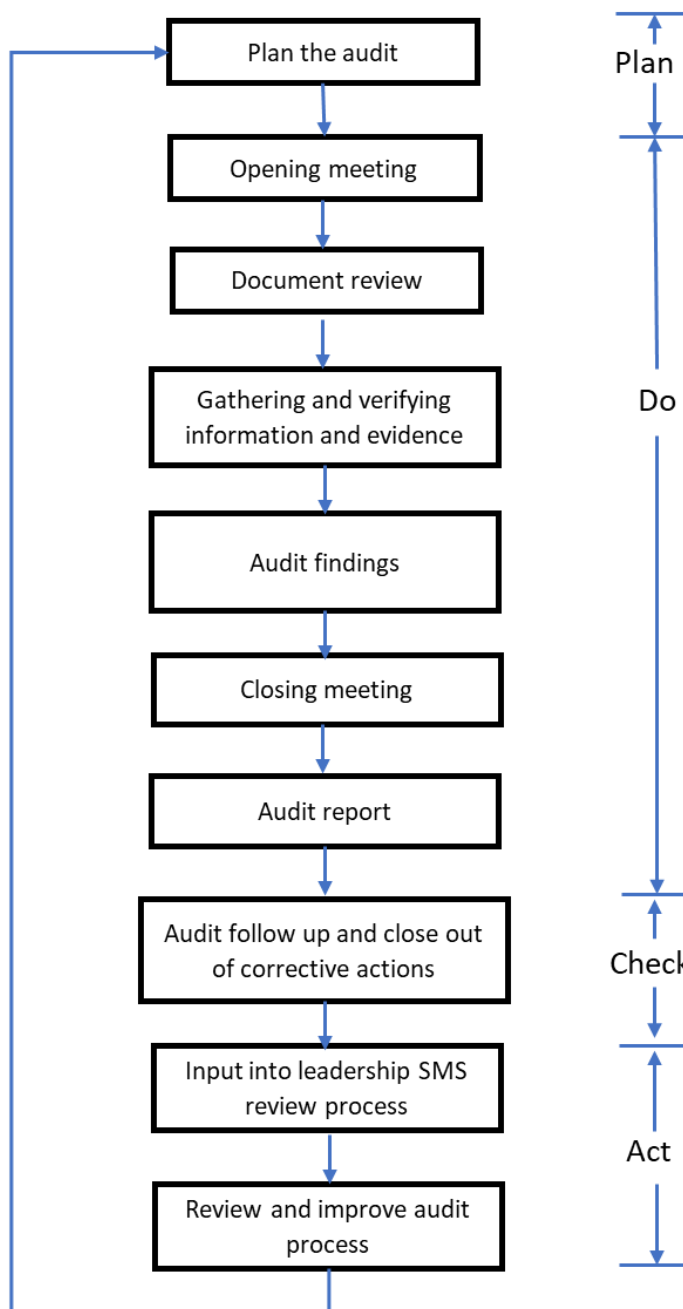 Plan the audit
Plan
Opening meeting
Document review
Gathering and verifying
information and evidence
Do
Audit findings
Closing meeting
Audit report
Audit follow up and close out
of corrective actions
Check
Input into leadership SMS
review process
Act
Review and improve audit
process